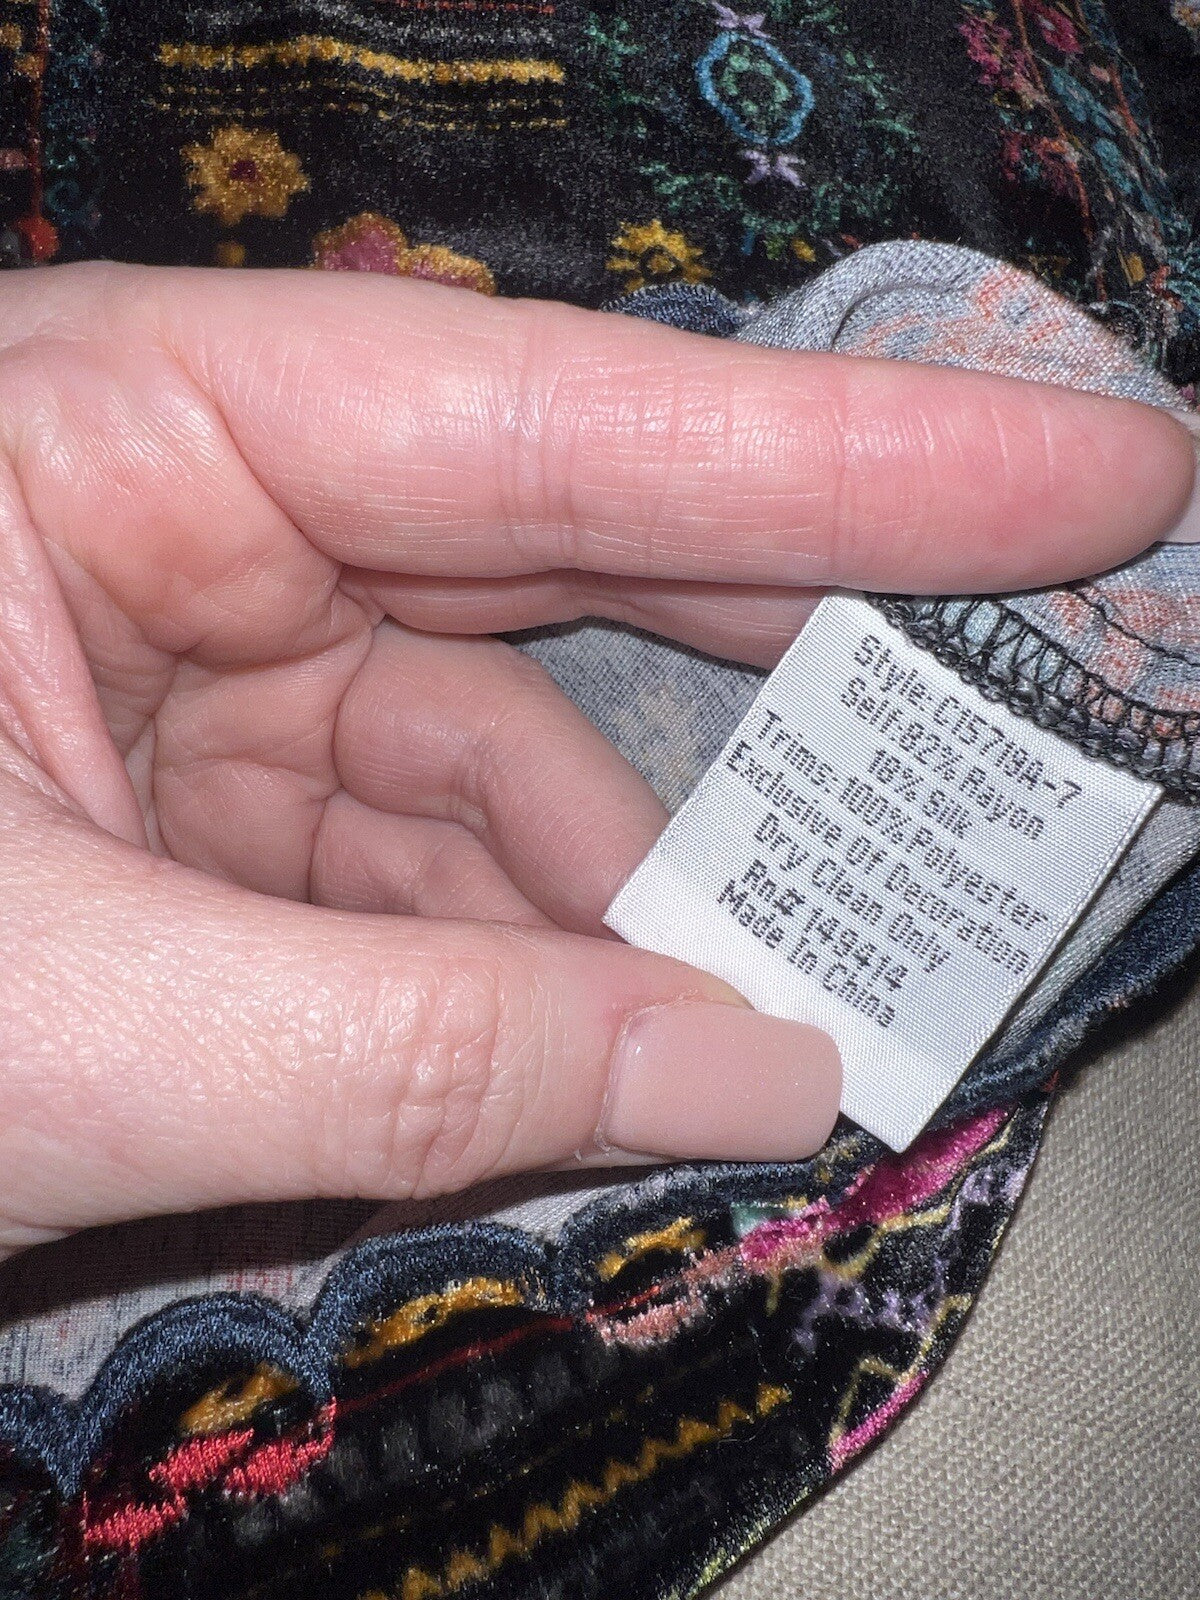 Style:C15719A-7
Self:82% Rayon
18% Silk
Trims:100% Polyester
Exclusive Of Decoration
Dry Clean Only
Rn# 149414
Made In China